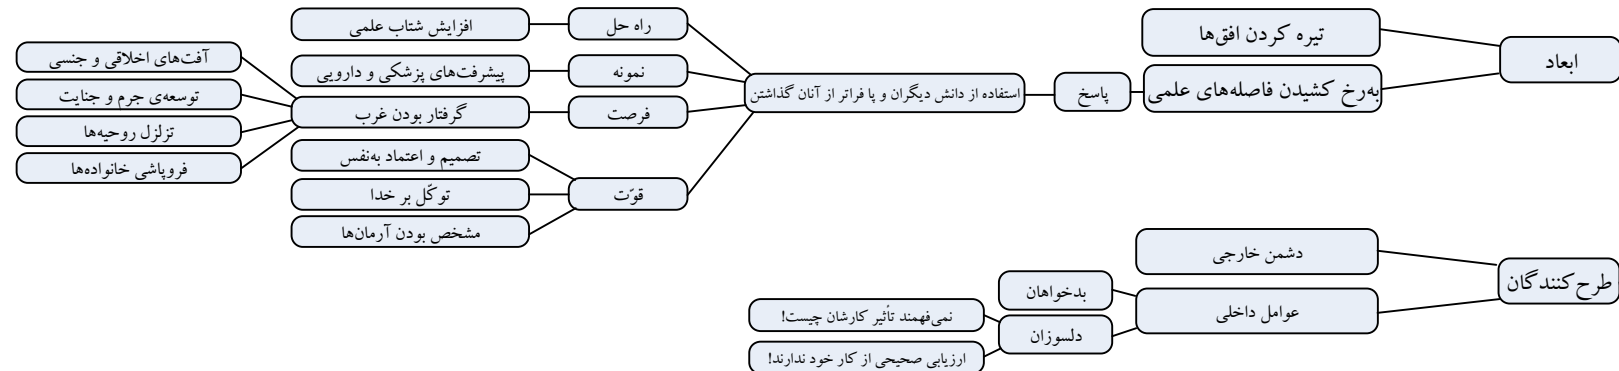 ابعاد
تیره کردن افق‌ها
به‌رخ کشیدن فاصله‌های علمی
پاسخ
استفاده از دانش دیگران و پا فراتر از آنان گذاشتن
راه حل
افزایش شتاب علمی
نمونه
پیشرفت‌های پزشکی و دارویی
فرصت
گرفتار بودن غرب
آفت‌های اخلاقی و جنسی
توسعه‌ی جرم و جنایت
تزلزل روحیه‌ها
فروپاشی خانواده‌ها
قوّت
تصمیم و اعتماد به‌نفس
توکّل بر خدا
مشخص بودن آرمان‌ها
طرح‌کنندگان
دشمن خارجی
عوامل داخلی
بدخواهان
دلسوزان
نمی‌فهمند تأثیر کارشان چیست!
ارزیابی صحیحی از کار خود ندارند!